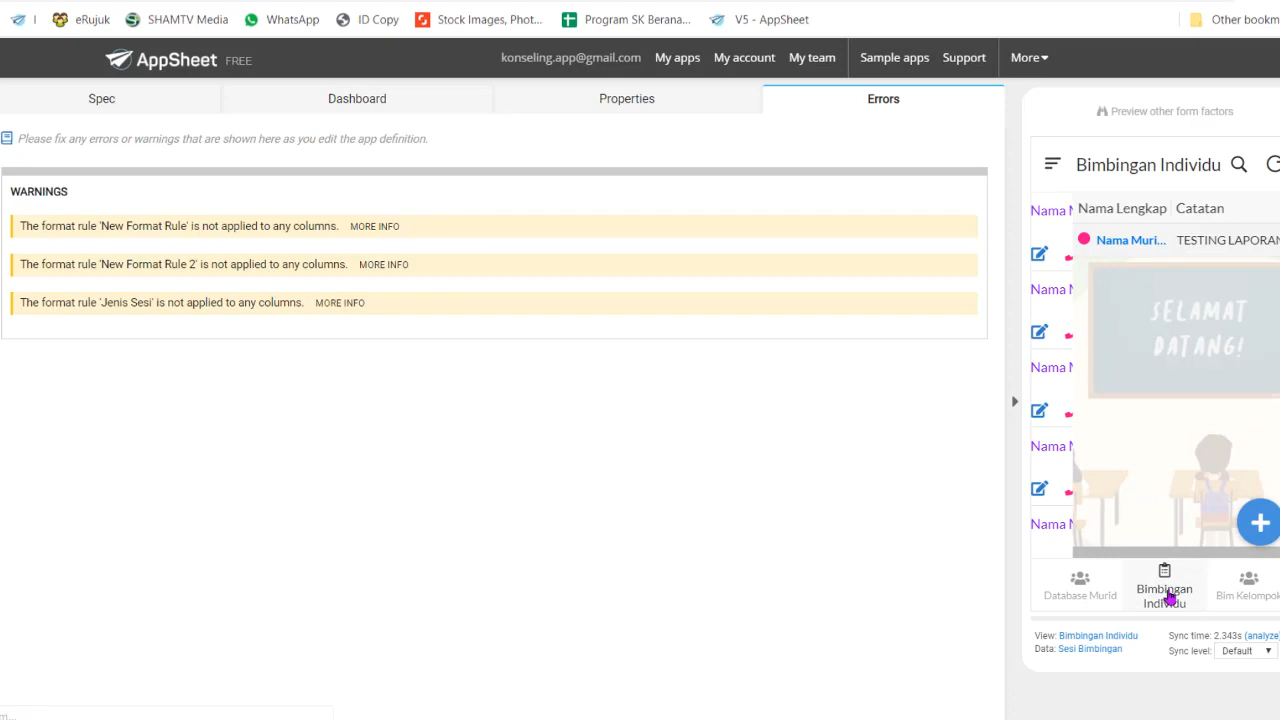 I eRujuk SHAMTV Media WhatsApp ID Copy Stock Images, Phot... Program SK Berana... V5 - AppSheet Other bookm
AppSheet FREE konseling.app@gmail.com My apps My account My team Sample apps Support More
Spec Dashboard Properties Errors
Please fix any errors or warnings that are shown here as you edit the app definition.
WARNINGS
The format rule 'New Format Rule' is not applied to any columns. MORE INFO
The format rule 'New Format Rule 2' is not applied to any columns. MORE INFO
The format rule 'Jenis Sesi' is not applied to any columns. MORE INFO
Preview other form factors
Bimbingan Individu
Nama Lengkap Catatan
Nama Muri... TESTING LAPORAN
SELAMAT
DATANG!
Nama M
Nama M
Nama M
Nama M
Nama M
Database Murid
Bimbingan
Individu
Bim Kelompok
View: Bimbingan Individu
Data: Sesi Bimbingan
Sync time: 2.343s (analyze)
Sync level: Default
m...